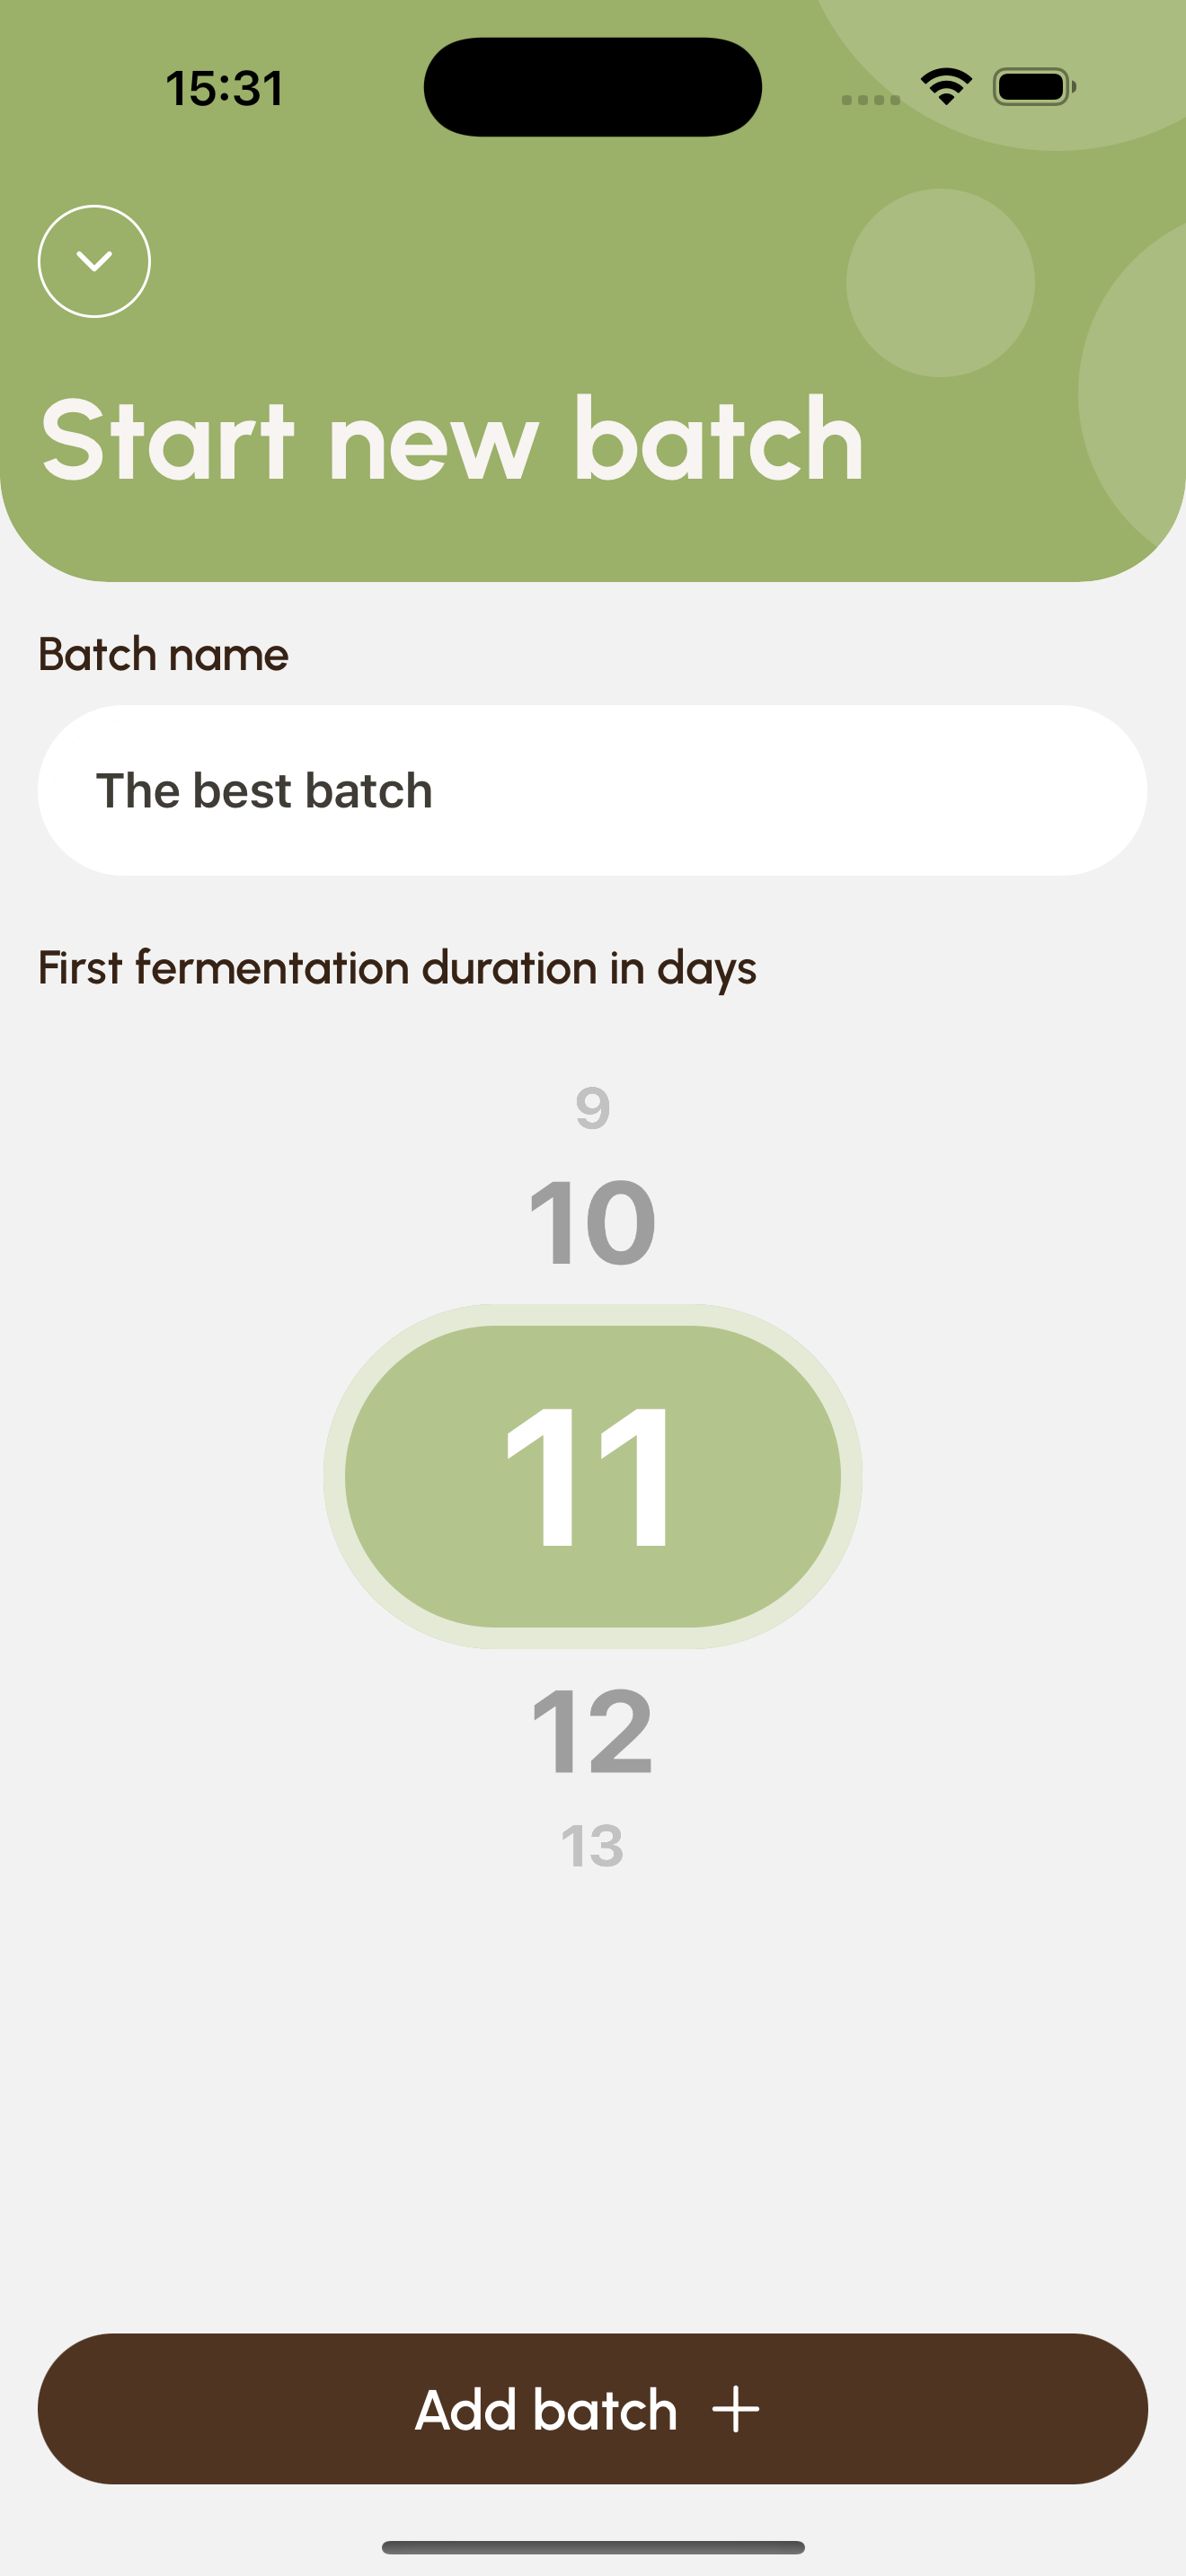 15:31
Start new batch
Batch name
The best batch
First fermentation duration in days
9
10
11
12
13
Add batch